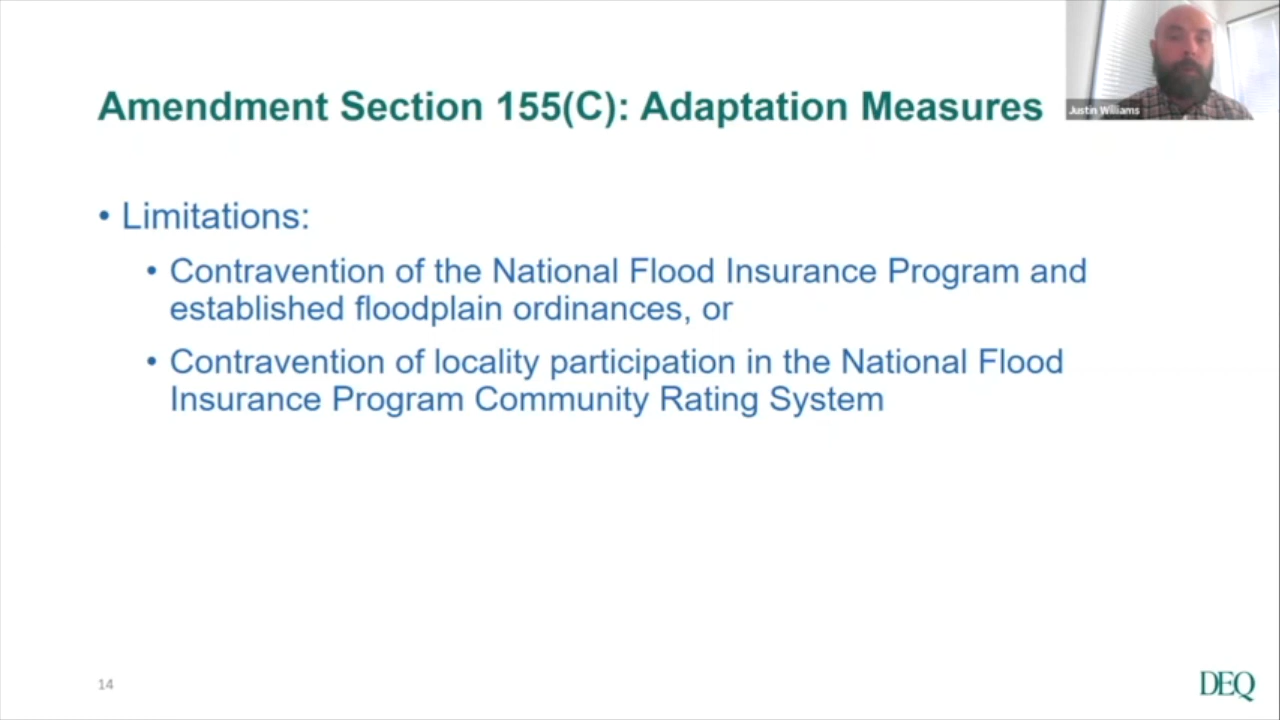 Amendment Section 155(C): Adaptation Measures
Justin Williams
• Limitations:
• Contravention of the National Flood Insurance Program and
established floodplain ordinances, or
• Contravention of locality participation in the National Flood
Insurance Program Community Rating System
14
DEQ